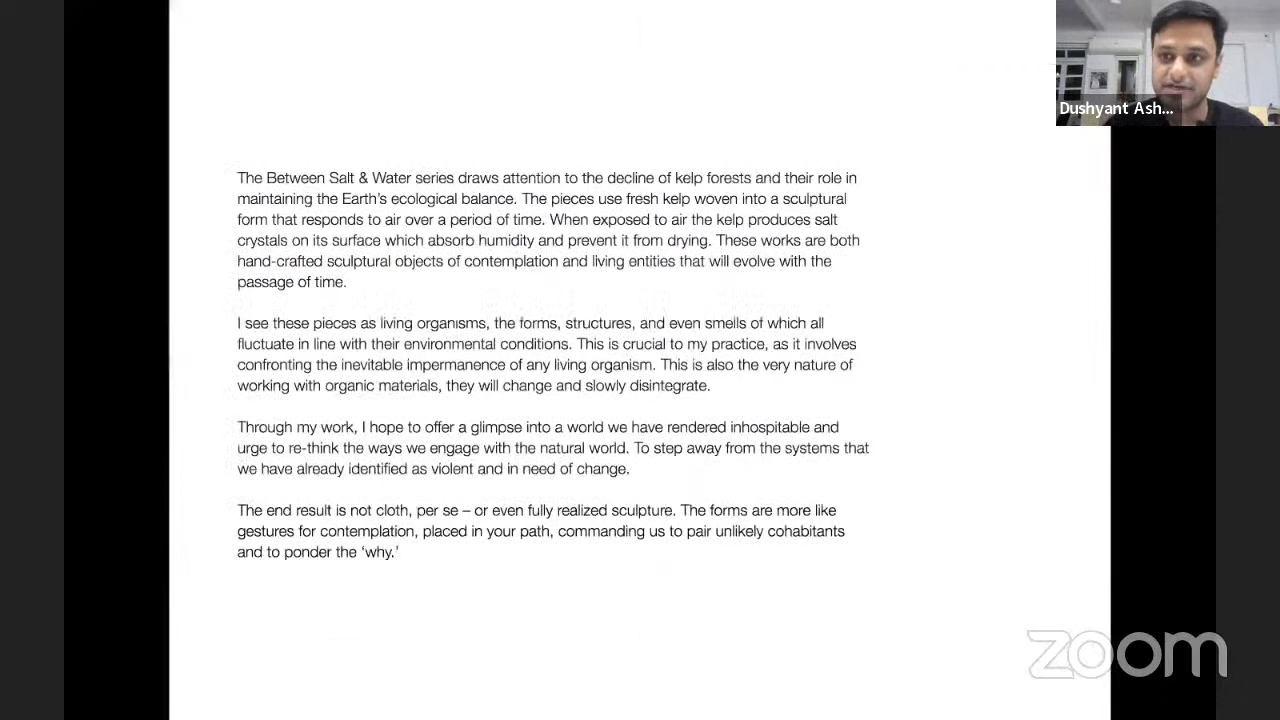 Dushyant Ash...
The Between Salt & Water series draws attention to the decline of kelp forests and their role in
maintaining the Earth's ecological balance. The pieces use fresh kelp woven into a sculptural
form that responds to air over a period of time. When exposed to air the kelp produces salt
crystals on its surface which absorb humidity and prevent it from drying. These works are both
hand-crafted sculptural objects of contemplation and living entities that will evolve with the
passage of time.
I see these pieces as living organisms, the forms, structures, and even smells of which all
fluctuate in line with their environmental conditions. This is crucial to my practice, as it involves
confronting the inevitable impermanence of any living organism. This is also the very nature of
working with organic materials, they will change and slowly disintegrate.
Through my work, I hope to offer a glimpse into a world we have rendered inhospitable and
urge to re-think the ways we engage with the natural world. To step away from the systems that
we have already identified as violent and in need of change.
The end result is not cloth, per se – or even fully realized sculpture. The forms are more like
gestures for contemplation, placed in your path, commanding us to pair unlikely cohabitants
and to ponder the ‘why.’
zoom